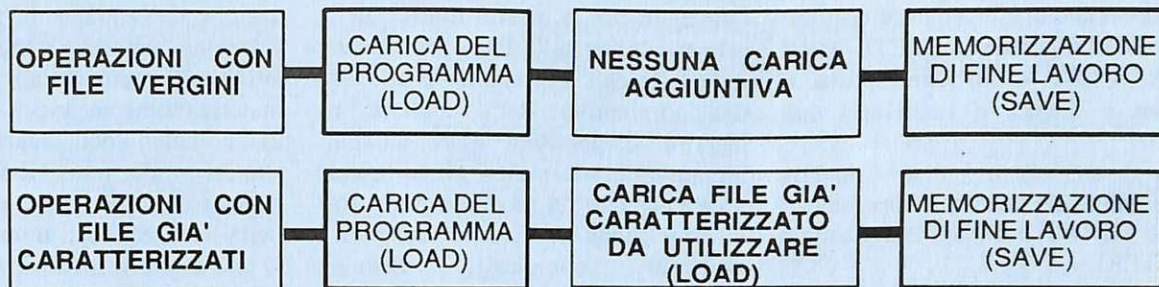 OPERAZIONI CON
FILE VERGINI
CARICA DEL
PROGRAMMA
(LOAD)
NESSUNA CARICA
AGGIUNTIVA
MEMORIZZAZIONE
DI FINE LAVORO
(SAVE)
OPERAZIONI CON
FILE GIA'
CARATTERIZZATI
CARICA DEL
PROGRAMMA
(LOAD)
CARICA FILE GIA'
CARATTERIZZATO
DA UTILIZZARE
(LOAD)
MEMORIZZAZIONE
DI FINE LAVORO
(SAVE)